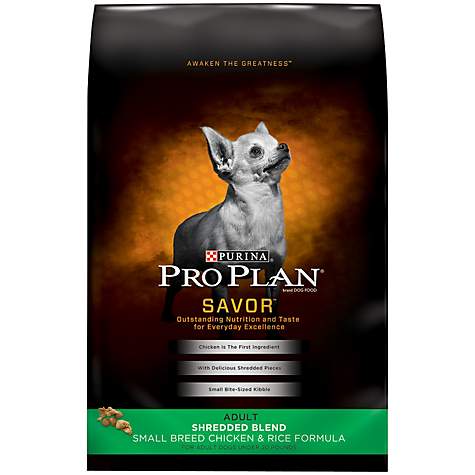 AWAKEN THE GREATNESS™
PURINA®
PRO PLAN®
brand DOG FOOD
SAVOR™
Outstanding Nutrition and Taste
for Everyday Excellence
Chicken Is The First Ingredient
With Delicious Shredded Pieces
Small Bite-Sized Kibble
ADULT
SHREDDED BLEND
SMALL BREED CHICKEN & RICE FORMULA
FOR ADULT DOGS UNDER 20 POUNDS